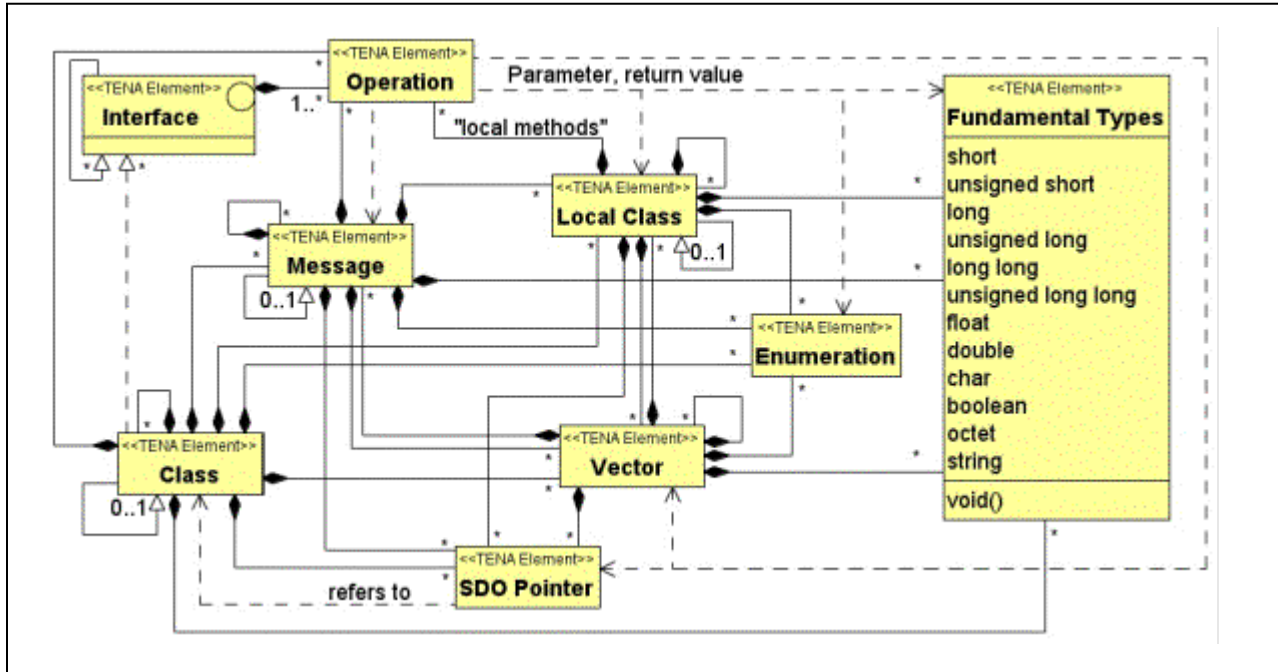 <<TENA Element>>
Operation
<<TENA Element>>
Interface
*
1..*
*
*
Parameter, return value
"local methods"
<<TENA Element>>
Fundamental Types
short
unsigned short
long
unsigned long
long long
unsigned long long
float
double
char
boolean
octet
string
void()
*
*
<<TENA Element>>
Local Class
*
*
*
0..1
*
*
<<TENA Element>>
Message
*
*
0..1
*
*
*
*
<<TENA Element>>
Enumeration
*
*
*
*
<<TENA Element>>
Class
0..1
*
*
<<TENA Element>>
Vector
*
*
*
*
*
*
*
*
<<TENA Element>>
SDO Pointer
refers to
*